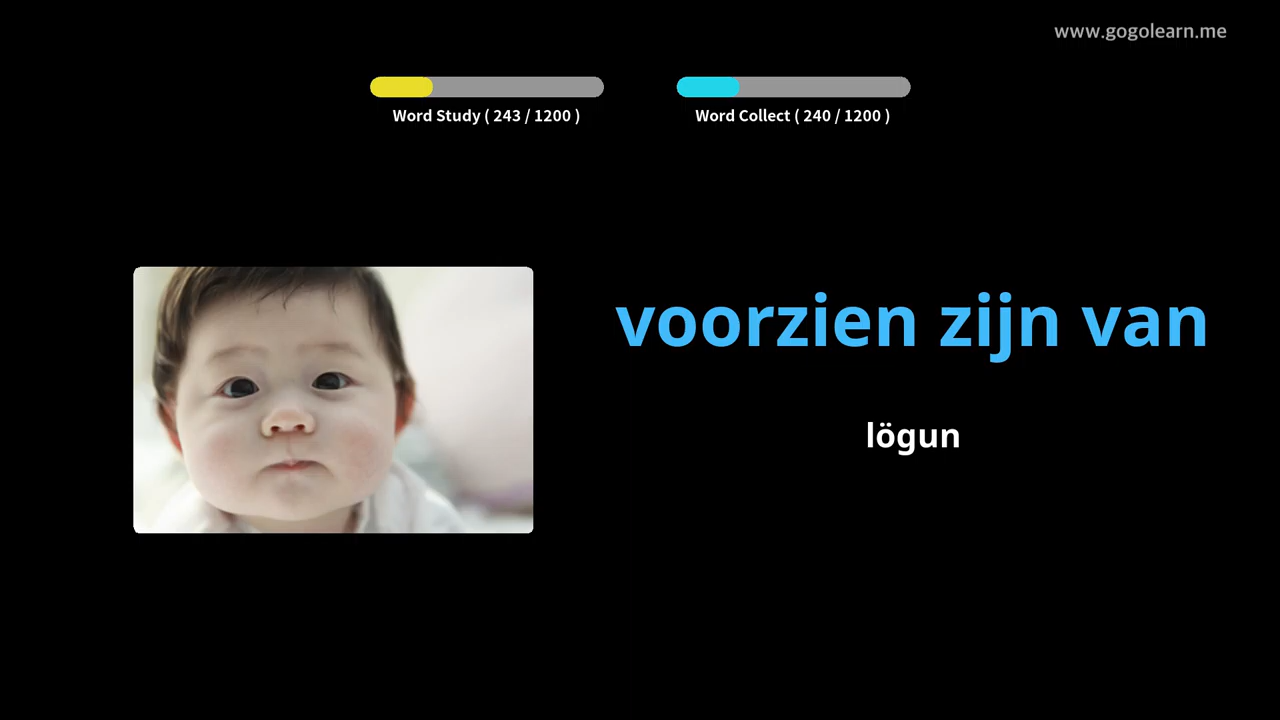 www.gogolearn.me
Word Study ( 243 / 1200 )
Word Collect ( 240 / 1200 )
voorzien zijn van
lögun